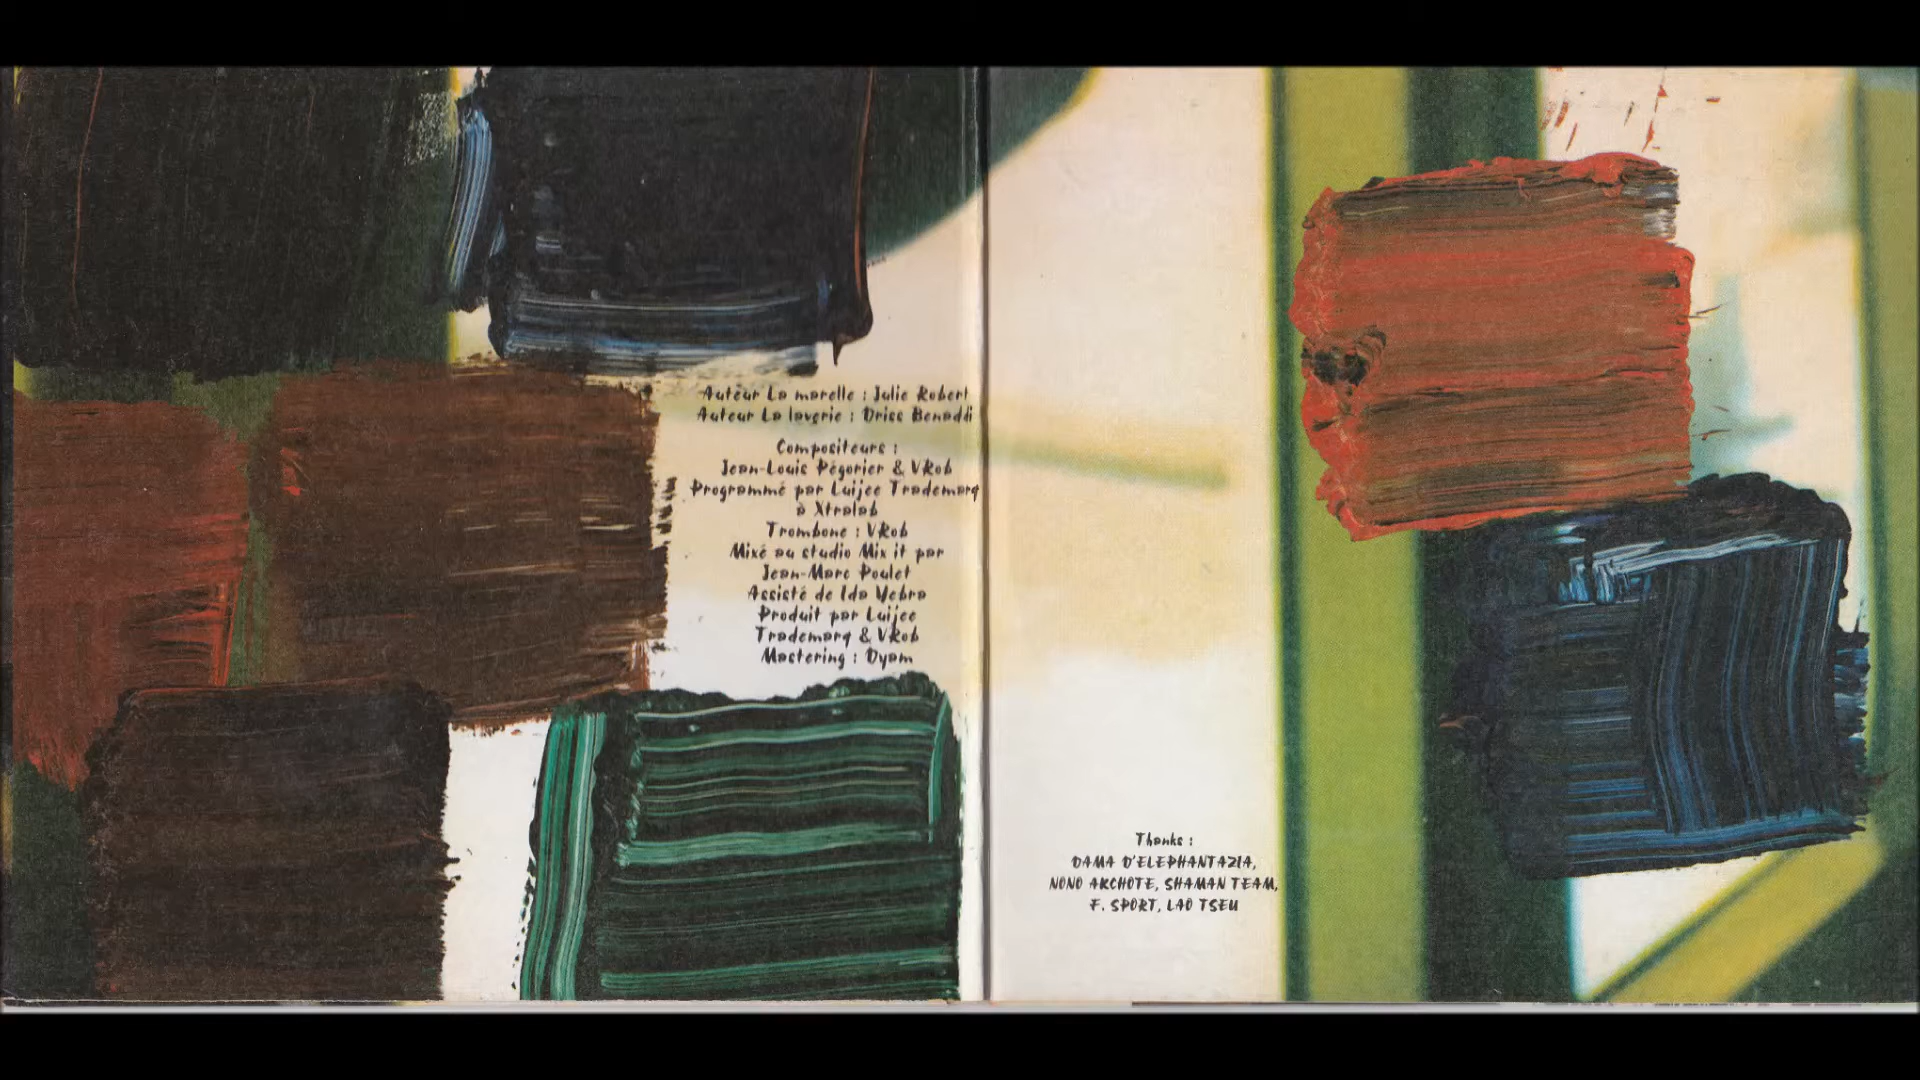 Auteur La marelle : Julie Robert
Auteur La laverie : Driss Benaddi
Compositeurs :
Jean-Louis Pégorier & VRob
Programmé par Luijee Trademarq
à Xtralab
Trombone : VRob
Mixé au studio Mix it par
Jean-Marc Poulet
Assisté de Ida Yebra
Produit par Luijee
Trademarq & VRob
Mastering : Dyam
Thanks :
DAMA D'ELEPHANTAZIA,
NONO AKCHOTE, SHAMAN TEAM,
F. SPORT, LAO TSEU